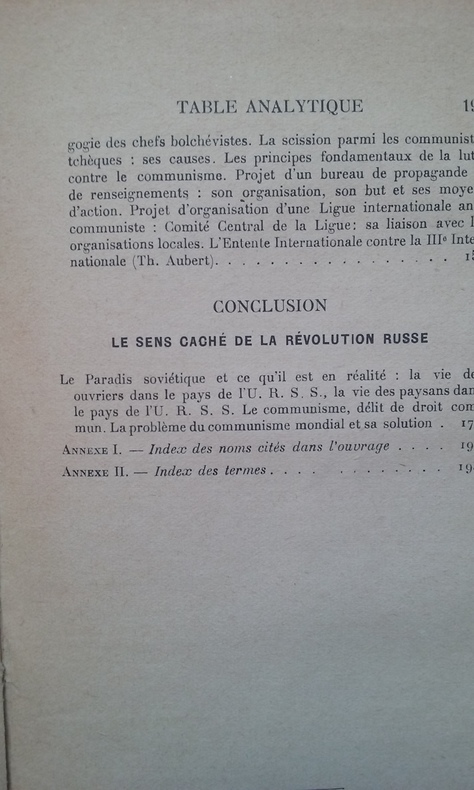 TABLE ANALYTIQUE
gogie des chefs bolchévistes. La scission parmi les communist
tchèques : ses causes. Les principes fondamentaux de la lut
contre le communisme. Projet d'un bureau de propagande
de renseignements : son organisation, son but et ses moye
d'action. Projet d'organisation d'une Ligue internationale an
communiste : Comité Central de la Ligue: sa liaison avec l
organisations locales. L'Entente Internationale contre la IIIe Inte
nationale (Th. Aubert). . . . . . . . . . . . . . . . .
CONCLUSION
LE SENS CACHÉ DE LA RÉVOLUTION RUSSE
Le Paradis soviétique et ce qu'il est en réalité : la vie de
ouvriers dans le pays de l'U. R. S. S., la vie des paysans dan
le pays de l'U. R. S. S. Le communisme, délit de droit com
mun. La problème du communisme mondial et sa solution . 17
ANNEXE I. — Index des noms cités dans l'ouvrage . . . . 19
ANNEXE II. — Index des termes . . . . . . . . . . . . 19